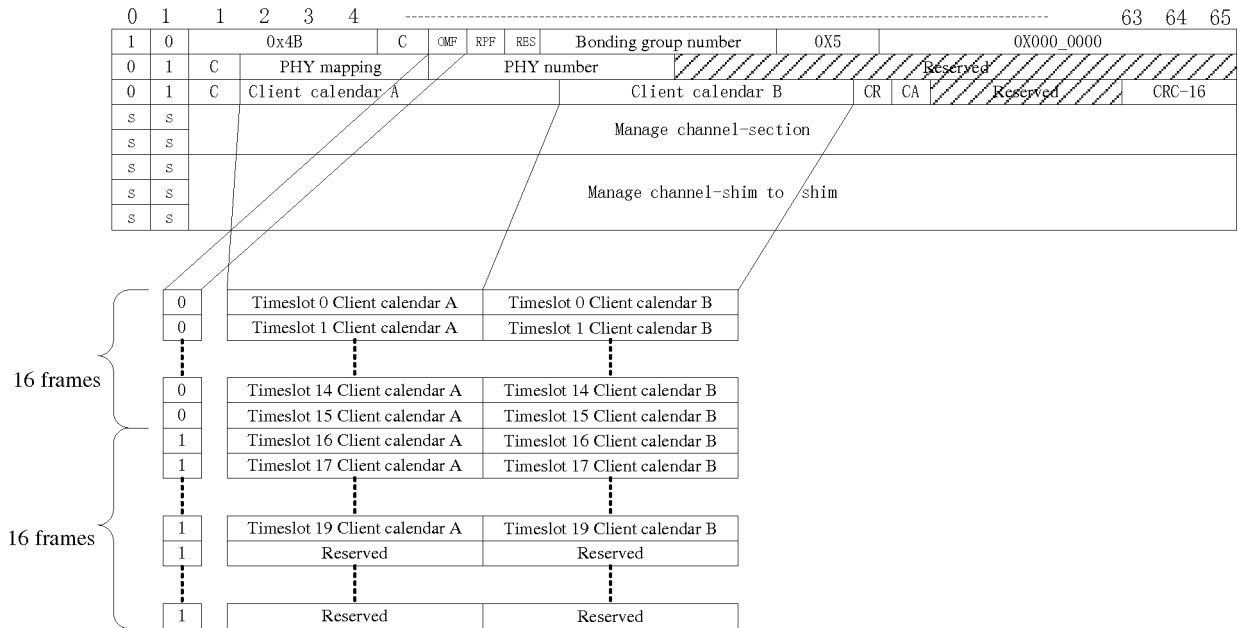 0 1 1 2 3 4 63 64 65
1 0 0x4B C OMF RPF RES Bonding group number 0X5 0X000_0000
0 1 C PHY mapping PHY number Reserved
0 1 C Client calendar A Client calendar B CR CA Reserved CRC-16
s s
Manage channel-section
s s
s s
s s Manage channel-shim to shim
s s
0 Timeslot 0 Client calendar A Timeslot 0 Client calendar B
0 Timeslot 1 Client calendar A Timeslot 1 Client calendar B
16 frames
0 Timeslot 14 Client calendar A Timeslot 14 Client calendar B
0 Timeslot 15 Client calendar A Timeslot 15 Client calendar B
1 Timeslot 16 Client calendar A Timeslot 16 Client calendar B
1 Timeslot 17 Client calendar A Timeslot 17 Client calendar B
16 frames
1 Timeslot 19 Client calendar A Timeslot 19 Client calendar B
1 Reserved Reserved
1 Reserved Reserved